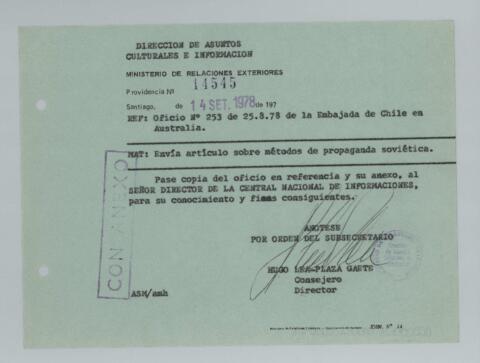 DIRECCION DE ASUNTOS
CULTURALES E INFORMACION
MINISTERIO DE RELACIONES EXTERIORES
Providencia Nº 14545
Santiago, de 14 SET. 1978 de 197
REF: Oficio Nº 253 de 25.8.78 de la Embajada de Chile en
Australia.
MAT: Envía artículo sobre métodos de propaganda soviética.
Pase copia del oficio en referencia y su anexo, al
SEÑOR DIRECTOR DE LA CENTRAL NACIONAL DE INFORMACIONES,
para su conocimiento y fines consiguientes.
CON ANEXO
ANOTESE
POR ORDEN DEL SUBSECRETARIO
HUGO LEA-PLAZA GAETE
Consejero
Director
ASM/amh